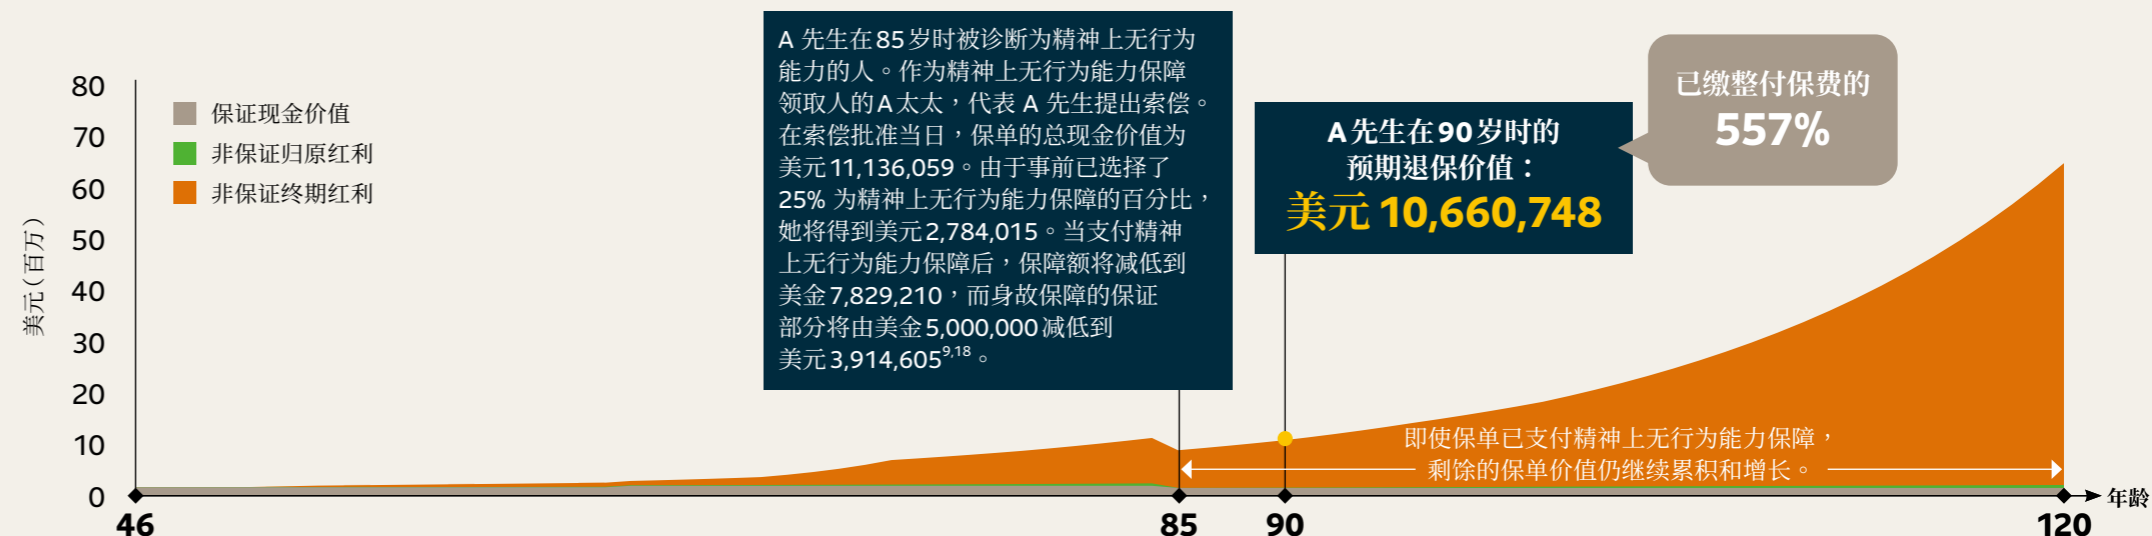 A 先生在85岁时被诊断为精神上无行为
能力的人。作为精神上无行为能力保障
领取人的A太太，代表 A 先生提出索偿。
在索偿批准当日，保单的总现金价值为
美元11,136,059。由于事前已选择了
25% 为精神上无行为能力保障的百分比，
她将得到美元2,784,015。当支付精神
上无行为能力保障后，保障额将减低到
美金7,829,210，而身故保障的保证
部分将由美金5,000,000减低到
美元3,914,6059,18。
已缴整付保费的
557%
A先生在90岁时的
预期退保价值：
美元 10,660,748
保证现金价值
非保证归原红利
非保证终期红利
美元（百万）
80
70
60
50
40
30
20
10
0
即使保单已支付精神上无行为能力保障，
剩馀的保单价值仍继续累积和增长。
46
85
90
120
年龄